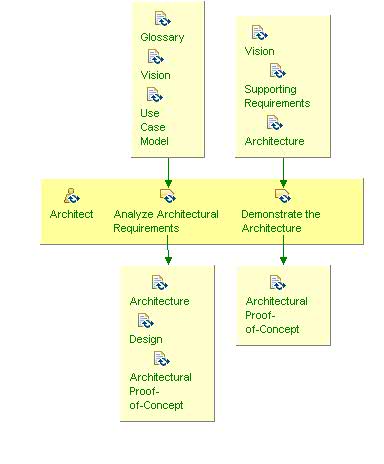 Glossary
Vision
Use
Case
Model
Vision
Supporting
Requirements
Architecture
Architect
Analyze Architectural
Requirements
Demonstrate the
Architecture
Architecture
Design
Architectural
Proof-
of-Concept
Architectural
Proof-
of-Concept